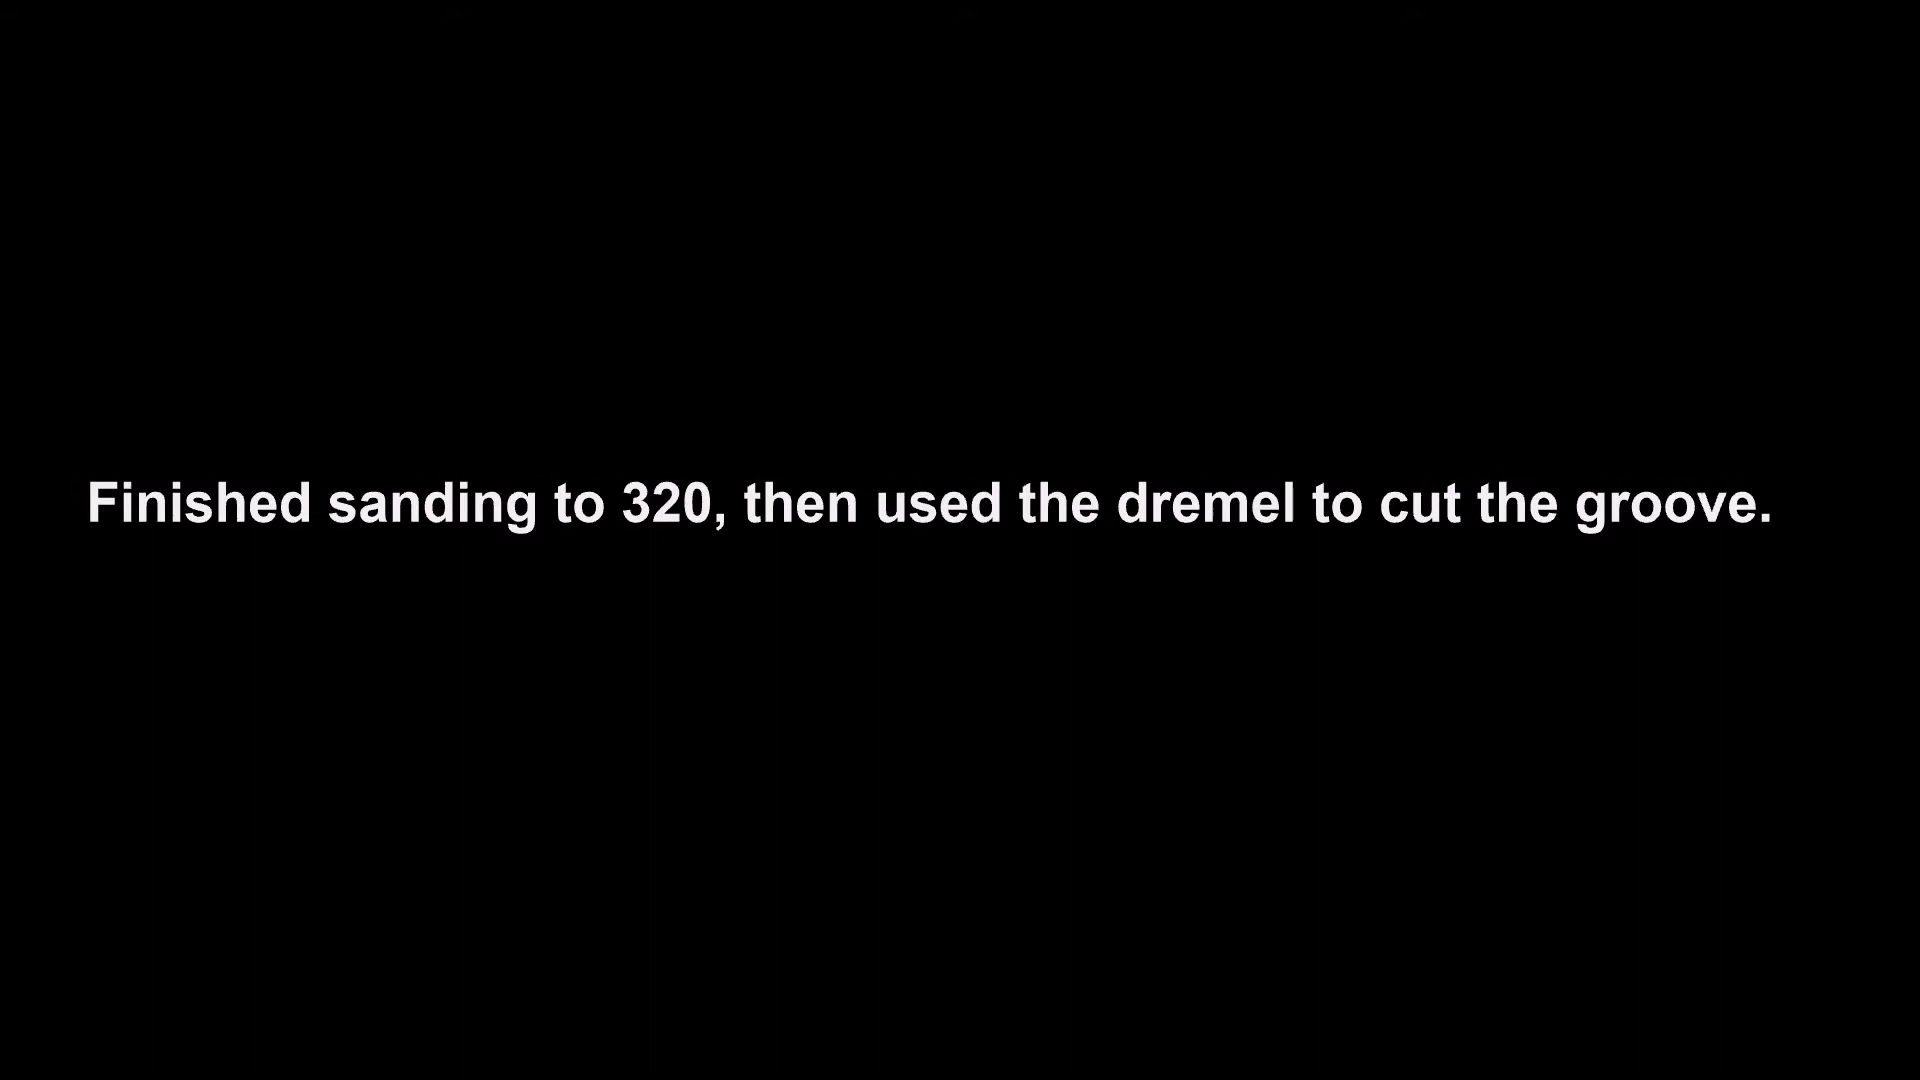 Finished sanding to 320, then used the dremel to cut the groove.